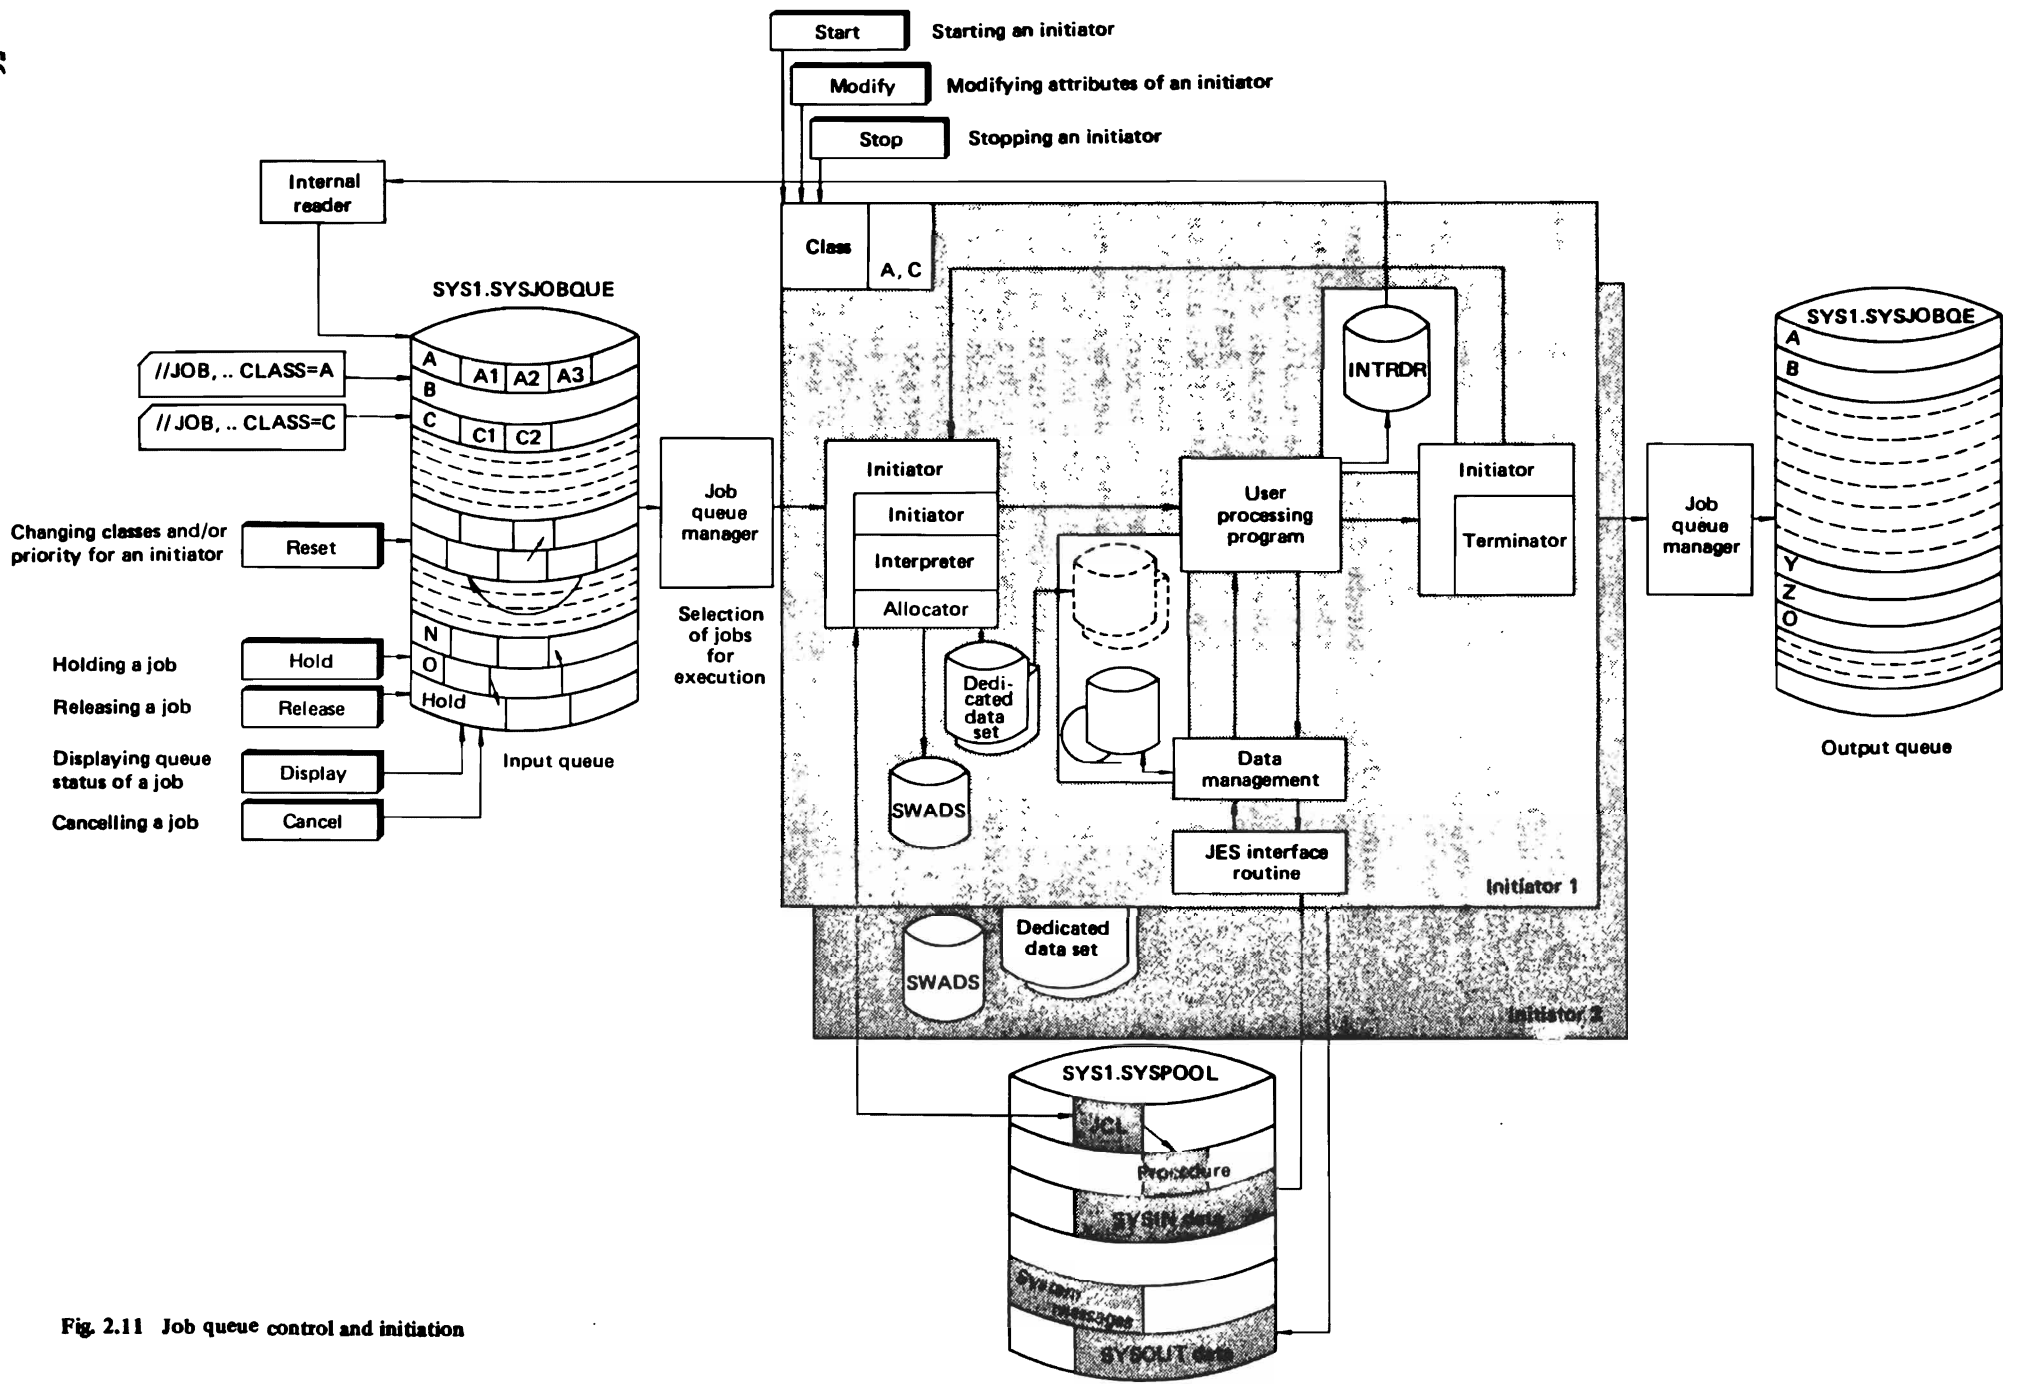 Start
Starting an initiator
Modify
Modifying attributes of an initiator
Stop
Stopping an initiator
Internal
reader
Class
A, C
SYS1.SYSJOBQUE
//JOB, .. CLASS=A
//JOB, .. CLASS=C
A
A1 A2 A3
B
C
C1 C2
Changing classes and/or
priority for an initiator
Reset
N
O
Hold
Holding a job
Hold
Releasing a job
Release
Displaying queue
status of a job
Display
Cancelling a job
Cancel
Input queue
Job
queue
manager
Selection
of jobs
for
execution
Initiator
Initiator
Interpreter
Allocator
Dedi-
cated
data
set
SWADS
User
processing
program
INTRDR
Initiator
Terminator
Data
management
JES interface
routine
Initiator 1
SWADS
Dedicated
data set
Initiator 2
Job
queue
manager
SYS1.SYSJOBQE
A
B
Y
Z
O
Output queue
SYS1.SYSPOOL
JCL
Procedure
SYSIN data
System
messages
SYSOUT data
Fig. 2.11 Job queue control and initiation